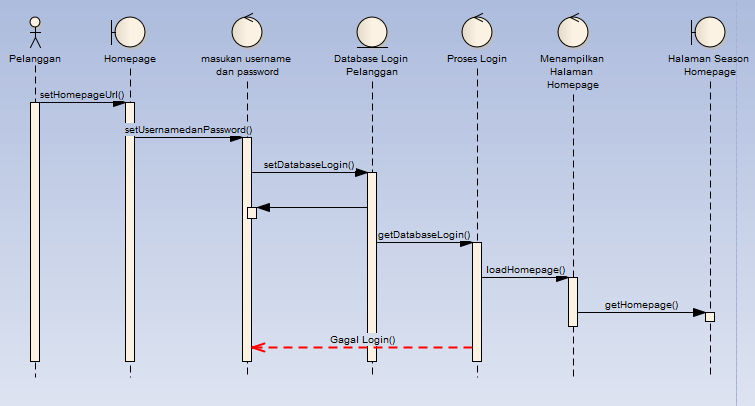 Pelanggan
Homepage
masukan username
dan password
Database Login
Pelanggan
Proses Login
Menampilkan
Halaman
Homepage
Halaman Season
Homepage
setHomepageUrl()
setUsernamedanPassword()
setDatabaseLogin()
getDatabaseLogin()
loadHomepage()
getHomepage()
Gagal Login()